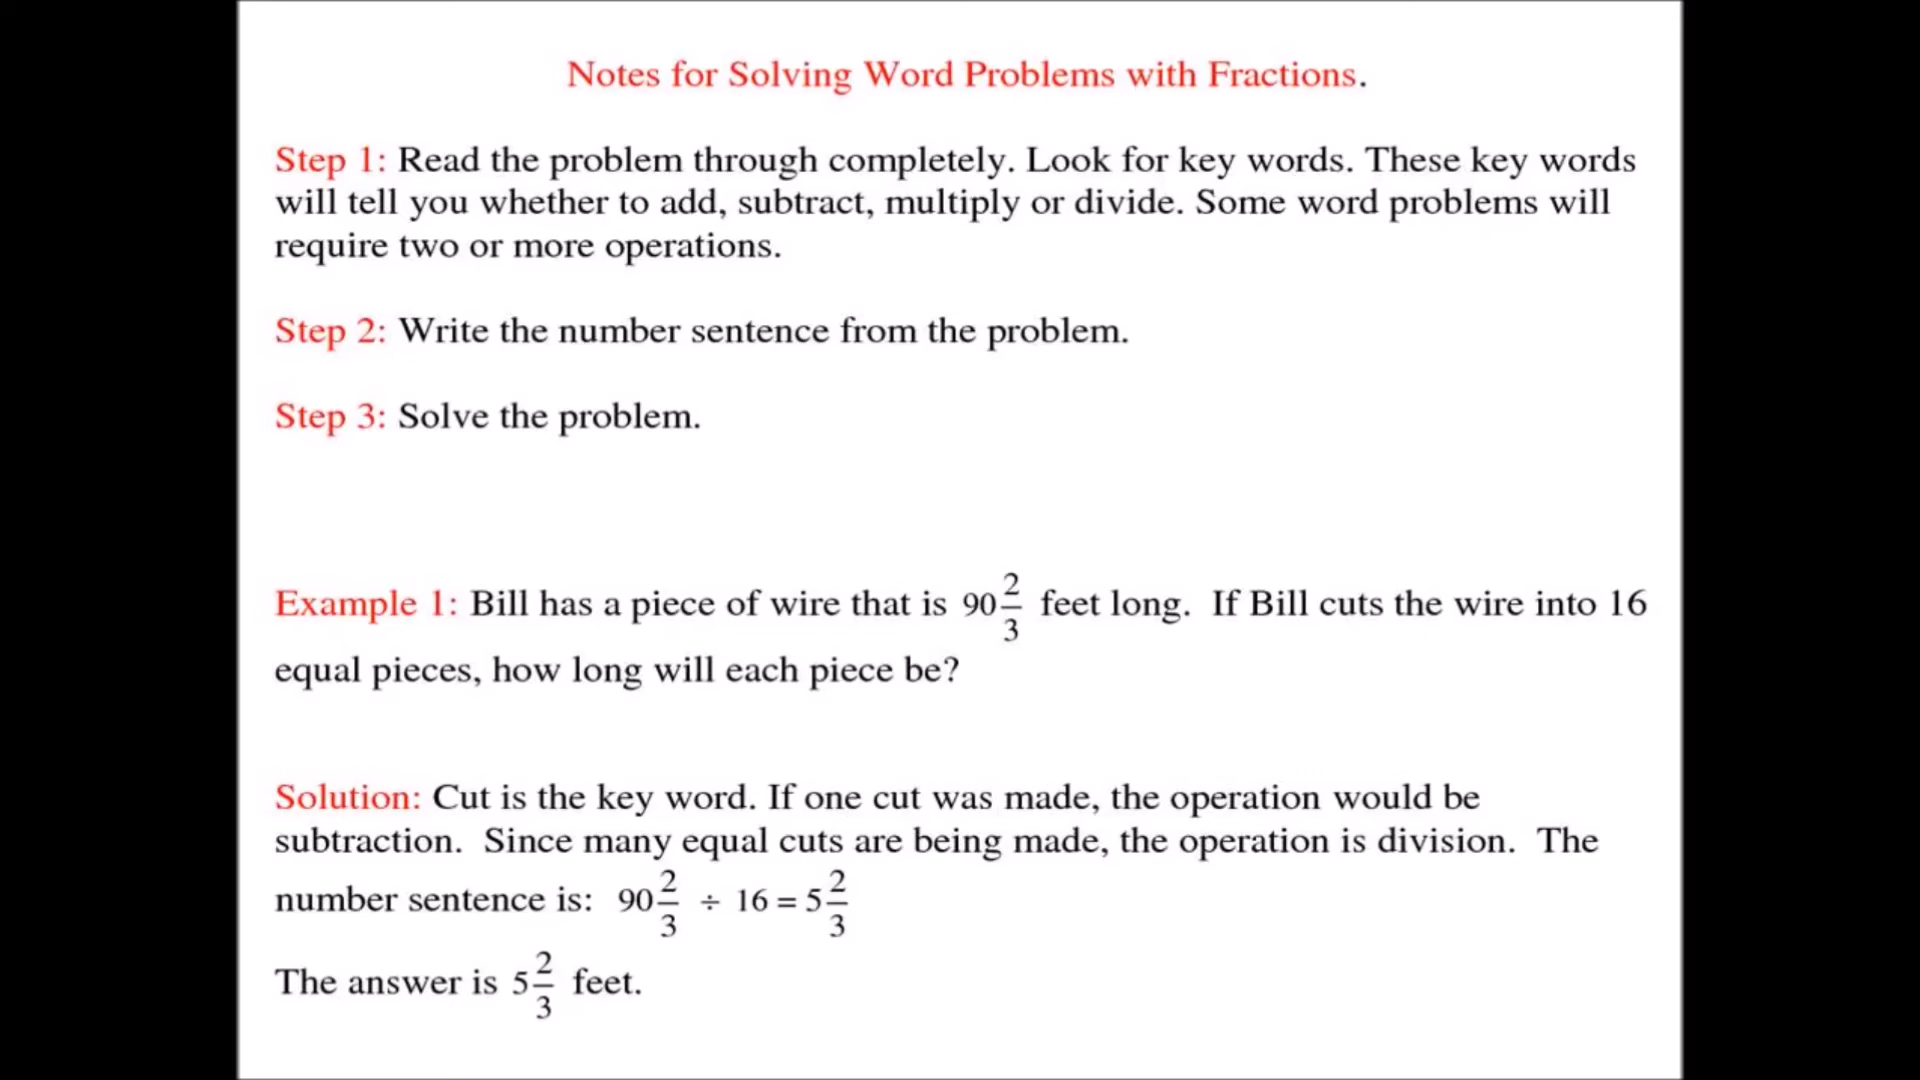 Notes for Solving Word Problems with Fractions.
Step 1: Read the problem through completely. Look for key words. These key words
will tell you whether to add, subtract, multiply or divide. Some word problems will
require two or more operations.
Step 2: Write the number sentence from the problem.
Step 3: Solve the problem.
Example 1: Bill has a piece of wire that is 90 2/3 feet long. If Bill cuts the wire into 16
equal pieces, how long will each piece be?
Solution: Cut is the key word. If one cut was made, the operation would be
subtraction. Since many equal cuts are being made, the operation is division. The
number sentence is: 90 2/3 ÷ 16 = 5 2/3
The answer is 5 2/3 feet.